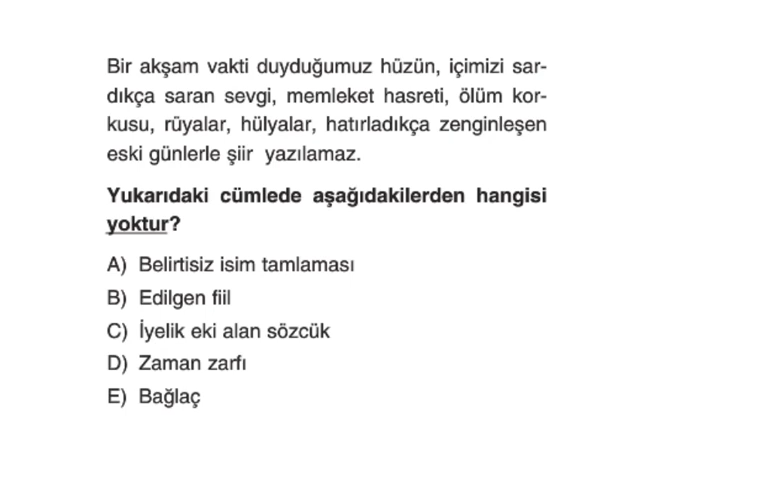 Bir akşam vakti duyduğumuz hüzün, içimizi sar-
dıkça saran sevgi, memleket hasreti, ölüm kor-
kusu, rüyalar, hülyalar, hatırladıkça zenginleşen
eski günlerle şiir yazılamaz.
Yukarıdaki cümlede aşağıdakilerden hangisi
yoktur?
A) Belirtisiz isim tamlaması
B) Edilgen fiil
C) İyelik eki alan sözcük
D) Zaman zarfı
E) Bağlaç